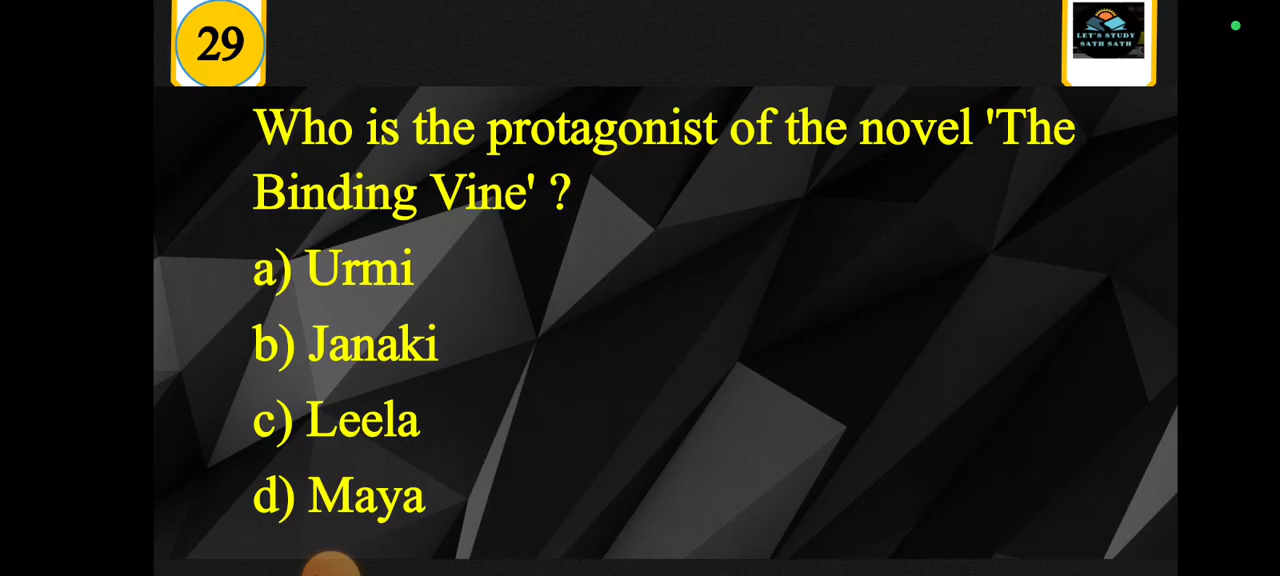 29
LET'S STUDY
SATH SATH
Who is the protagonist of the novel 'The
Binding Vine' ?
a) Urmi
b) Janaki
c) Leela
d) Maya